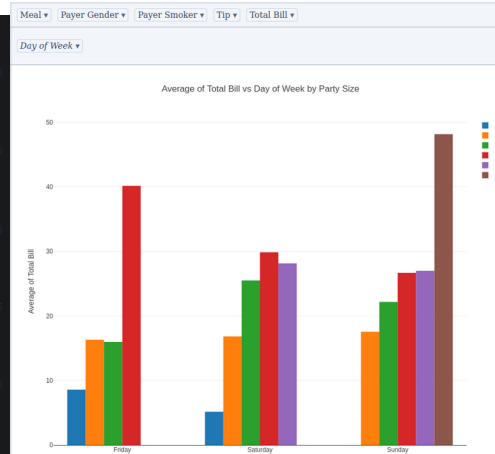 Meal ▾ Payer Gender ▾ Payer Smoker ▾ Tip ▾ Total Bill ▾
Day of Week ▾
Average of Total Bill vs Day of Week by Party Size
50
40
30
20
10
0
Average of Total Bill
Friday Saturday Sunday